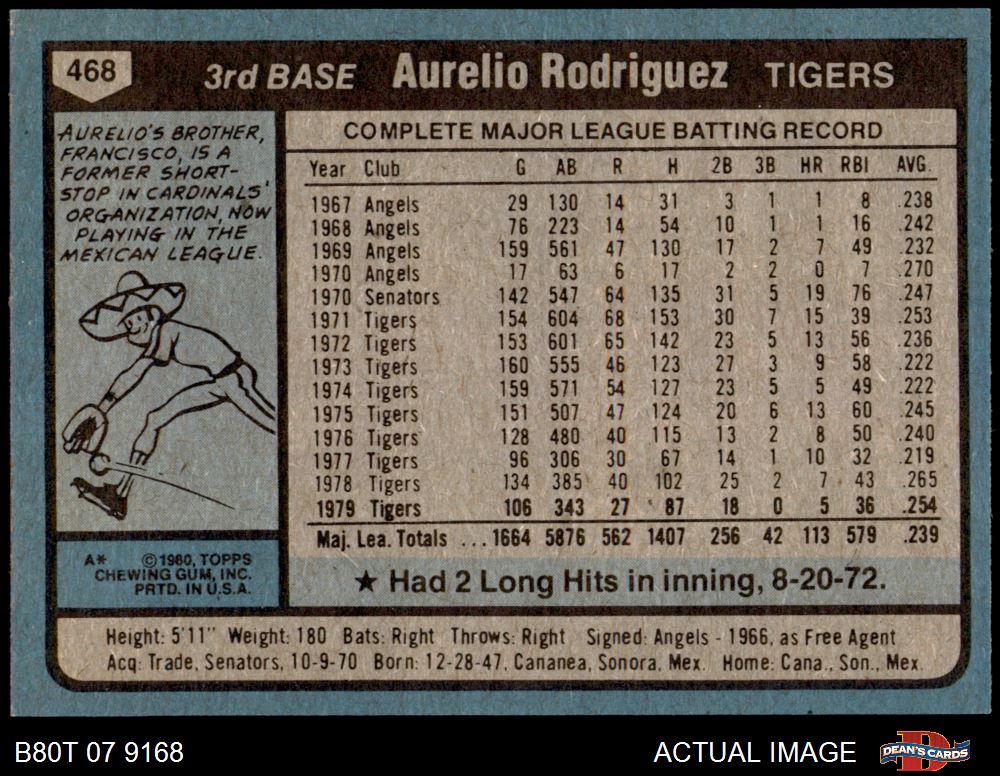 468 3rd BASE Aurelio Rodriguez TIGERS
AURELIO'S BROTHER,
FRANCISCO, IS A
FORMER SHORT-
STOP IN CARDINALS'
ORGANIZATION, NOW
PLAYING IN THE
MEXICAN LEAGUE.
COMPLETE MAJOR LEAGUE BATTING RECORD
Year Club G AB R H 2B 3B HR RBI AVG.
1967 Angels 29 130 14 31 3 1 1 8 .238
1968 Angels 76 223 14 54 10 1 1 16 .242
1969 Angels 159 561 47 130 17 2 7 49 .232
1970 Angels 17 63 6 17 2 2 0 7 .270
1970 Senators 142 547 64 135 31 5 19 76 .247
1971 Tigers 154 604 68 153 30 7 15 39 .253
1972 Tigers 153 601 65 142 23 5 13 56 .236
1973 Tigers 160 555 46 123 27 3 9 58 .222
1974 Tigers 159 571 54 127 23 5 5 49 .222
1975 Tigers 151 507 47 124 20 6 13 60 .245
1976 Tigers 128 480 40 115 13 2 8 50 .240
1977 Tigers 96 306 30 67 14 1 10 32 .219
1978 Tigers 134 385 40 102 25 2 7 43 .265
1979 Tigers 106 343 27 87 18 0 5 36 .254
Maj. Lea. Totals ...1664 5876 562 1407 256 42 113 579 .239
A* ©1980, TOPPS
CHEWING GUM, INC.
PRTD. IN U.S.A.
★ Had 2 Long Hits in inning, 8-20-72.
Height: 5'11" Weight: 180 Bats: Right Throws: Right Signed: Angels - 1966, as Free Agent
Acq: Trade, Senators, 10-9-70 Born: 12-28-47, Cananea, Sonora, Mex. Home: Cana., Son., Mex.
B80T 07 9168 ACTUAL IMAGE D DEAN'S CARDS